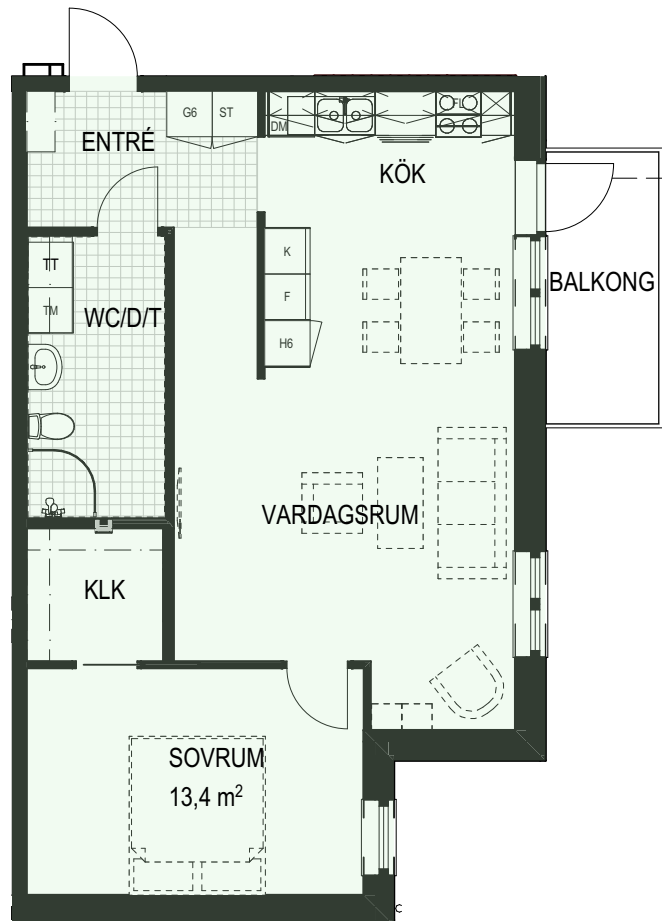 G6 ST
FL
DM
ENTRÉ
KÖK
K
F
H6
TT
TM
WC/D/T
BALKONG
VARDAGSRUM
KLK
SOVRUM
13,4 m²
C